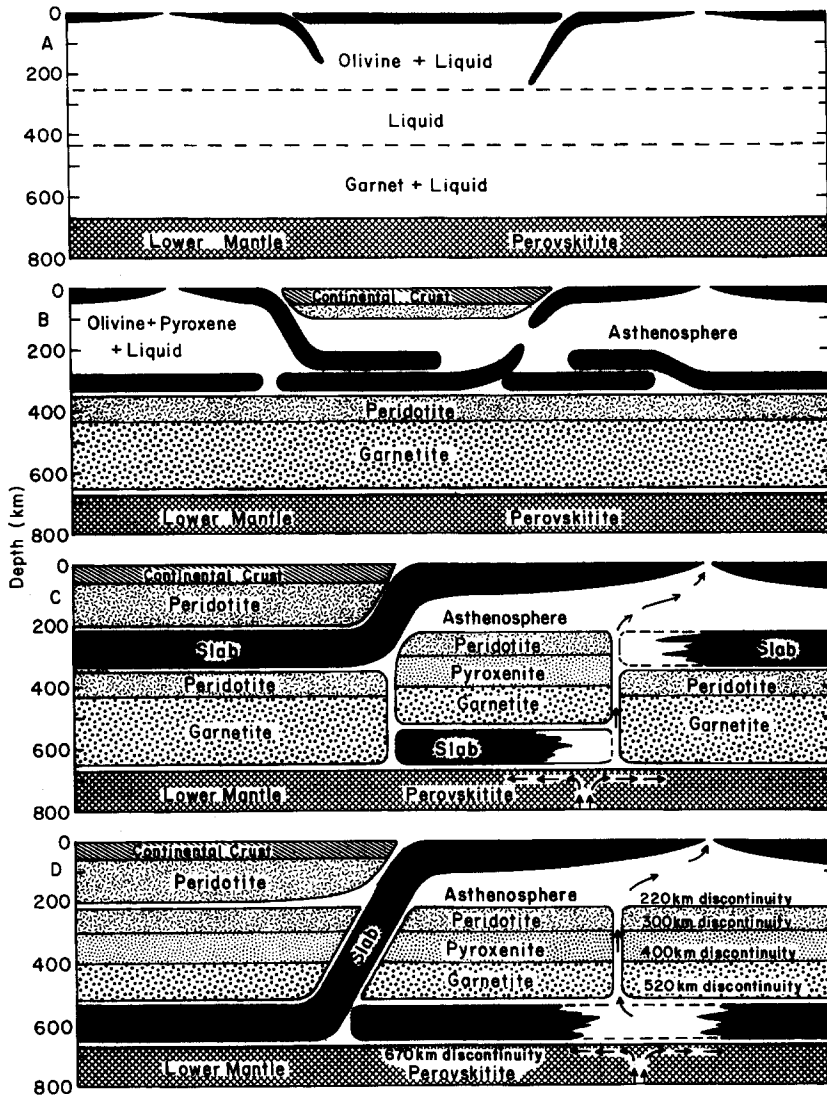 0
A
200
400
600
800
Olivine + Liquid
Liquid
Garnet + Liquid
Lower Mantle Perovskitite
0
B
200
400
600
800
Continental Crust
Olivine + Pyroxene
+ Liquid
Asthenosphere
Peridotite
Garnetite
Lower Mantle Perovskitite
Depth (km)
0
C
200
400
600
800
Continental Crust
Peridotite
Asthenosphere
Slab
Peridotite
Slab
Pyroxenite
Peridotite
Peridotite
Garnetite
Garnetite
Garnetite
Slab
Lower Mantle Perovskitite
0
D
200
400
600
800
Continental Crust
Peridotite
Asthenosphere
220km discontinuity
Slab
Peridotite
300km discontinuity
Pyroxenite
400km discontinuity
Garnetite
520km discontinuity
670km discontinuity
Lower Mantle Perovskitite